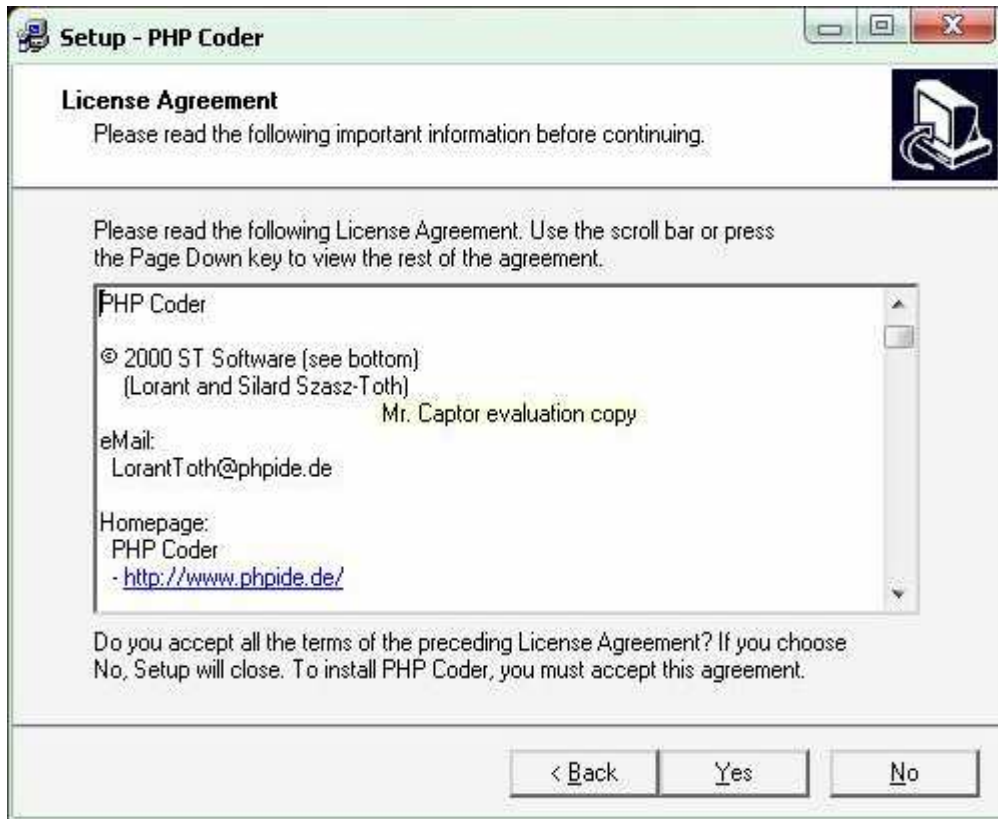 Setup - PHP Coder
License Agreement
Please read the following important information before continuing.
Please read the following License Agreement. Use the scroll bar or press
the Page Down key to view the rest of the agreement.
PHP Coder
© 2000 ST Software (see bottom)
(Lorant and Silard Szasz-Toth)
Mr. Captor evaluation copy
eMail:
LorantToth@phpide.de
Homepage:
PHP Coder
- http://www.phpide.de/
Do you accept all the terms of the preceding License Agreement? If you choose
No, Setup will close. To install PHP Coder, you must accept this agreement.
< Back Yes No